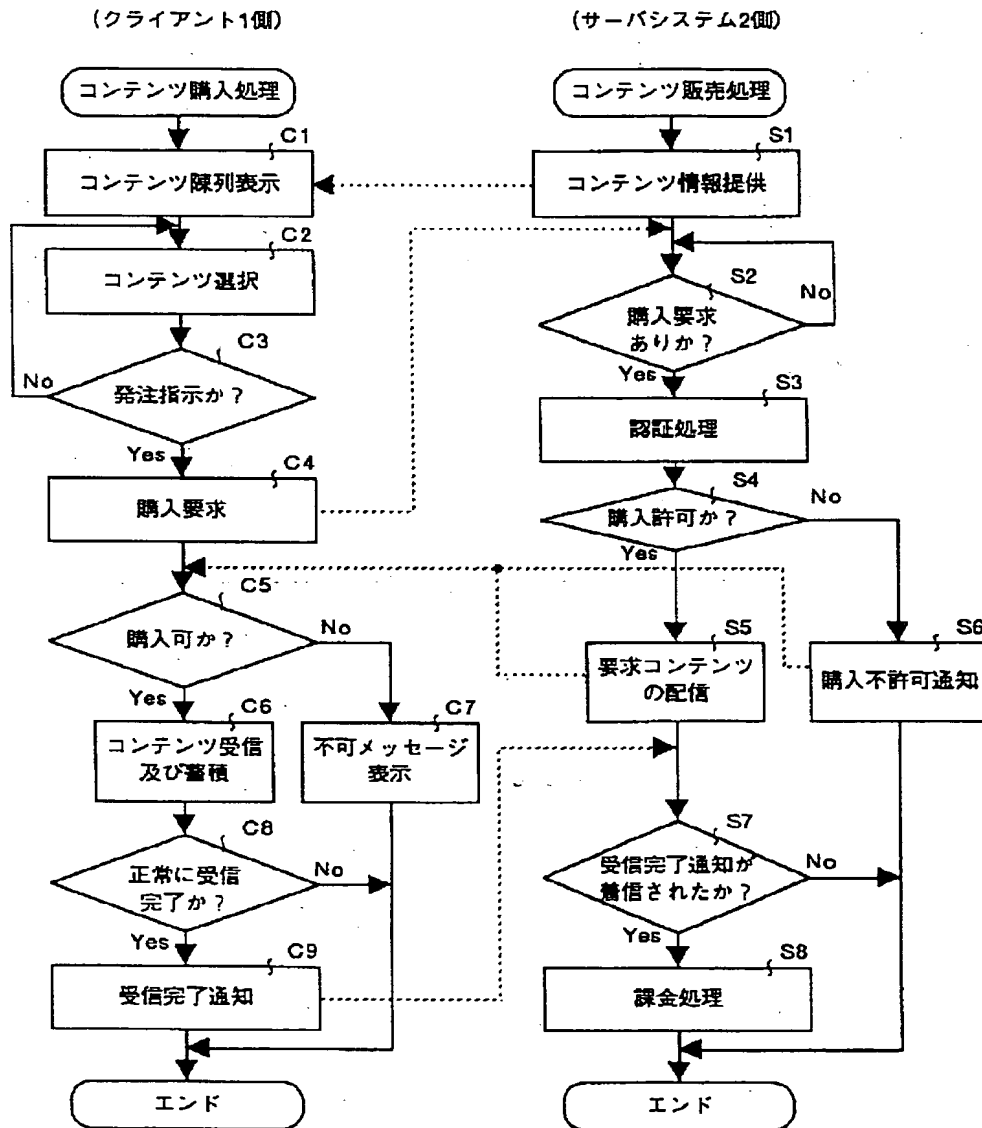 (クライアント1側)
コンテンツ購入処理
C1
コンテンツ陳列表示
C2
コンテンツ選択
C3
No
発注指示か？
Yes
C4
購入要求
C5
購入可か？
No
Yes
C6
コンテンツ受信
及び蓄積
C7
不可メッセージ
表示
C8
正常に受信
完了か？
No
Yes
C9
受信完了通知
エンド
(サーバシステム2側)
コンテンツ販売処理
S1
コンテンツ情報提供
S2
No
購入要求
ありか？
Yes
S3
認証処理
S4
No
購入許可か？
Yes
S5
要求コンテンツ
の配信
S6
購入不許可通知
S7
受信完了通知が
着信されたか？
No
Yes
S8
課金処理
エンド